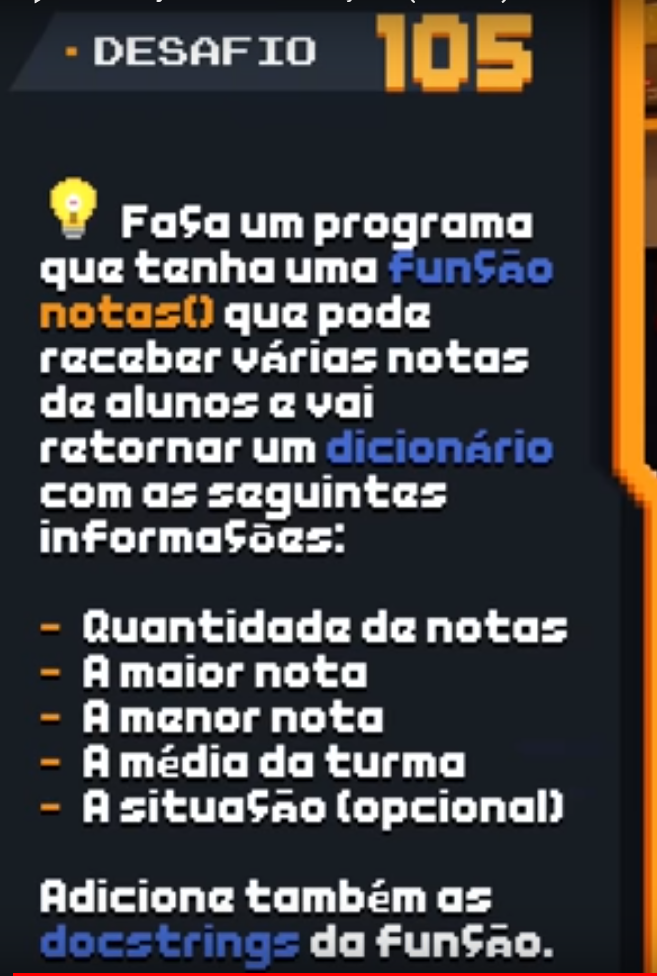 DESAFIO 105
Faça um programa
que tenha uma função
notas() que pode
receber várias notas
de alunos e vai
retornar um dicionário
com as seguintes
informações:
- Quantidade de notas
- A maior nota
- A menor nota
- A média da turma
- A situação (opcional)
Adicione também as
docstrings da função.